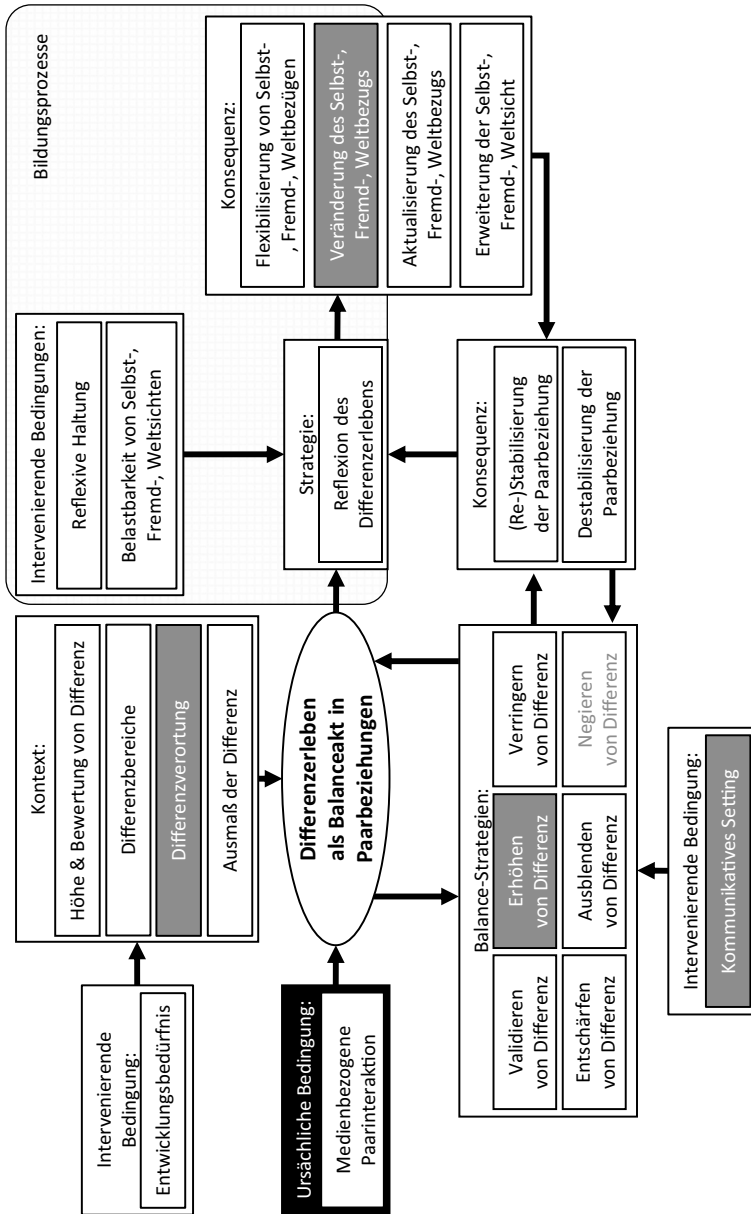 Intervenierende
Bedingung:
Entwicklungsbedürfnis
Kontext:
Höhe & Bewertung von Differenz
Differenzbereiche
Differenzverortung
Ausmaß der Differenz
Intervenierende Bedingungen:
Reflexive Haltung
Belastbarkeit von Selbst-,
Fremd-, Weltsichten
Bildungsprozesse
Ursächliche Bedingung:
Medienbezogene
Paarinteraktion
Differenzerleben
als Balanceakt in
Paarbeziehungen
Strategie:
Reflexion des
Differenzerlebens
Konsequenz:
Flexibilisierung von Selbst-
, Fremd-, Weltbezügen
Veränderung des Selbst-,
Fremd-, Weltbezugs
Aktualisierung des Selbst-,
Fremd-, Weltbezugs
Erweiterung der Selbst-,
Fremd-, Weltsicht
Balance-Strategien:
Validieren
von Differenz
Erhöhen
von Differenz
Verringern
von Differenz
Entschärfen
von Differenz
Ausblenden
von Differenz
Negieren
von Differenz
Konsequenz:
(Re-)Stabilisierung
der Paarbeziehung
Destabilisierung der
Paarbeziehung
Intervenierende Bedingung:
Kommunikatives Setting